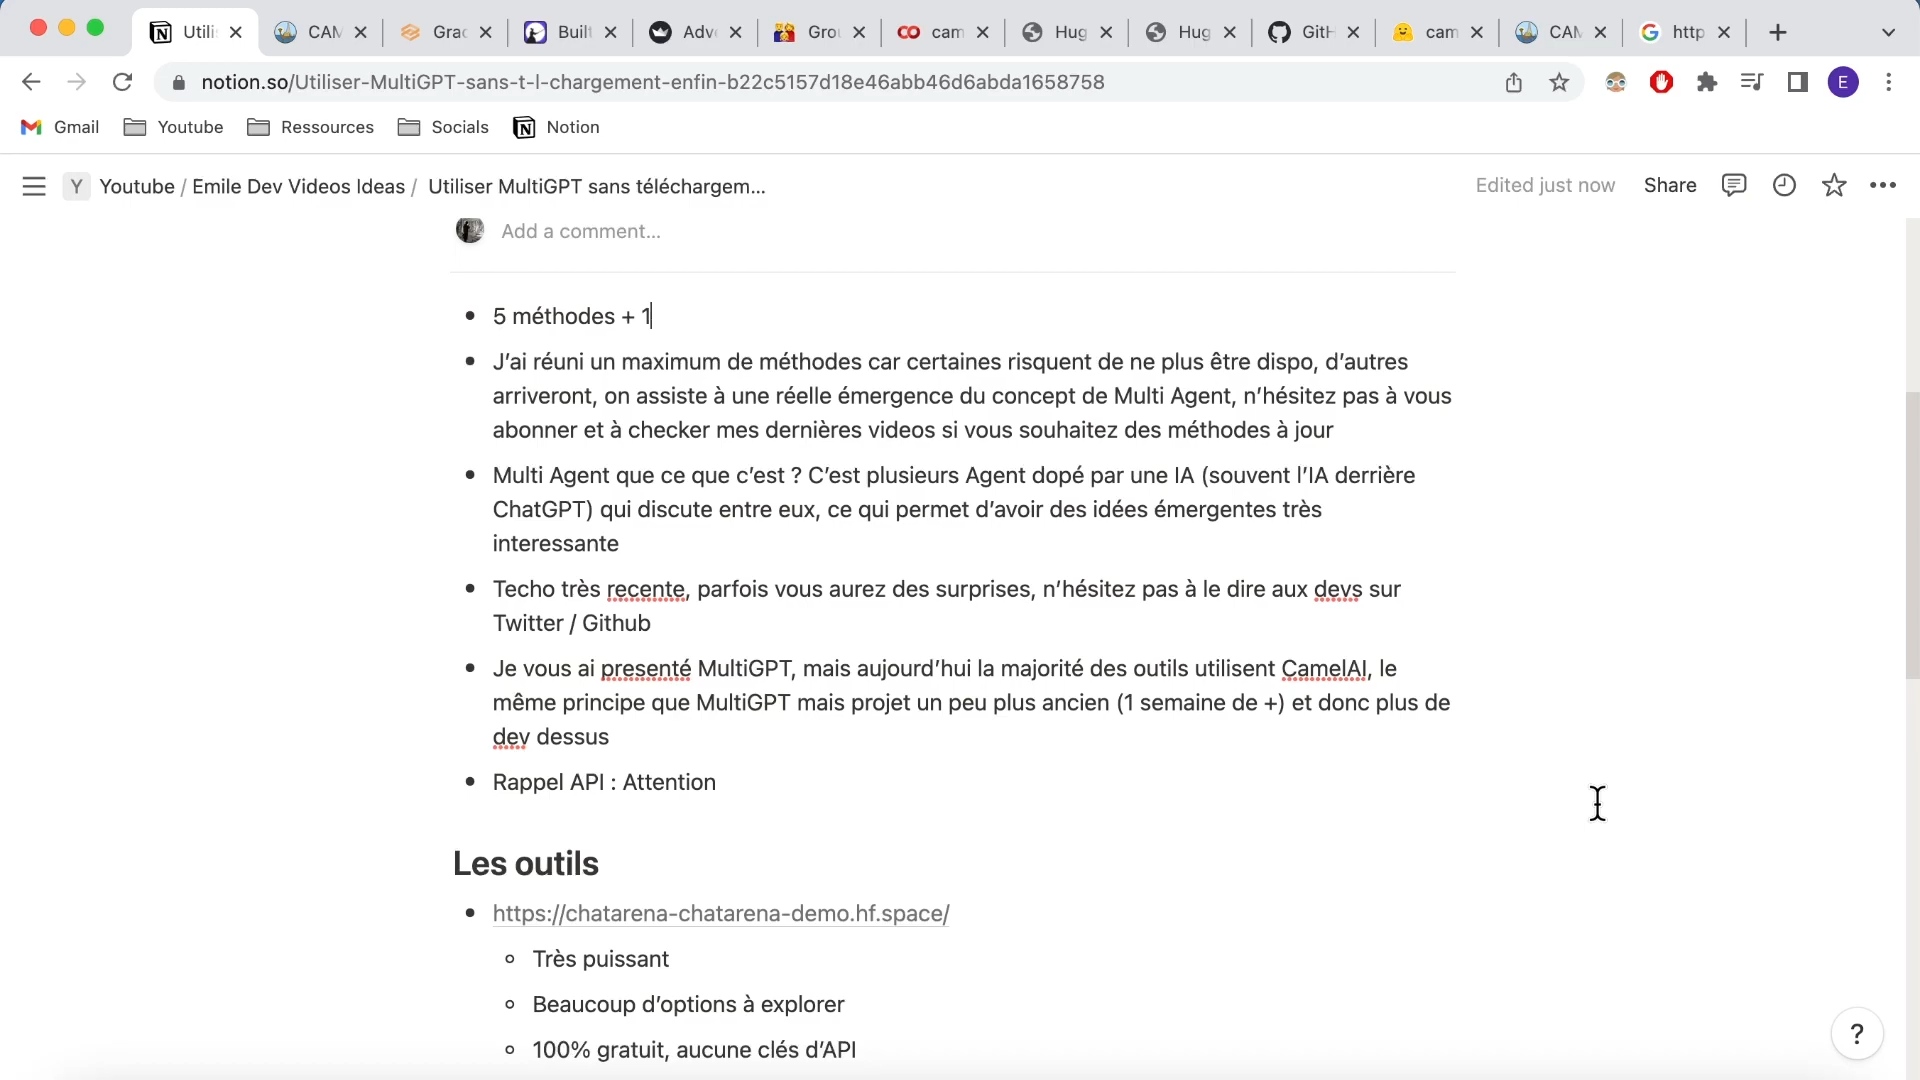 Utili
CAM
Grad
Built
Adve
Grou
cam
Hug
Hug
GitH
cam
CAM
http
notion.so/Utiliser-MultiGPT-sans-t-l-chargement-enfin-b22c5157d18e46abb46d6abda1658758
E
Gmail
Youtube
Ressources
Socials
Notion
Y Youtube / Emile Dev Videos Ideas / Utiliser MultiGPT sans téléchargem...
Edited just now
Share
Add a comment...
• 5 méthodes + 1
• J’ai réuni un maximum de méthodes car certaines risquent de ne plus être dispo, d’autres
arriveront, on assiste à une réelle émergence du concept de Multi Agent, n’hésitez pas à vous
abonner et à checker mes dernières videos si vous souhaitez des méthodes à jour
• Multi Agent que ce que c’est ? C’est plusieurs Agent dopé par une IA (souvent l’IA derrière
ChatGPT) qui discute entre eux, ce qui permet d’avoir des idées émergentes très
interessante
• Techo très recente, parfois vous aurez des surprises, n’hésitez pas à le dire aux devs sur
Twitter / Github
• Je vous ai presenté MultiGPT, mais aujourd’hui la majorité des outils utilisent CamelAI, le
même principe que MultiGPT mais projet un peu plus ancien (1 semaine de +) et donc plus de
dev dessus
• Rappel API : Attention
Les outils
• https://chatarena-chatarena-demo.hf.space/
◦ Très puissant
◦ Beaucoup d’options à explorer
◦ 100% gratuit, aucune clés d’API
?